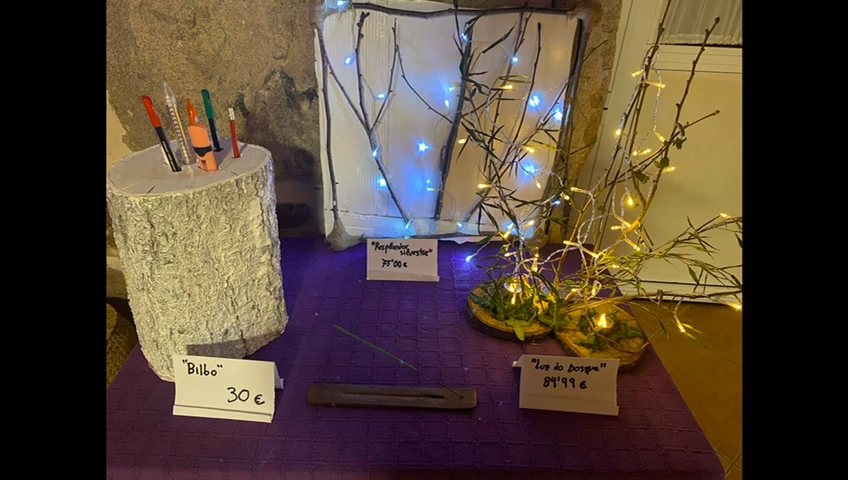 "Resplandor
silvestre"
75'00 €
"Bilbo"
30 €
"Luz do bosque"
84'99 €